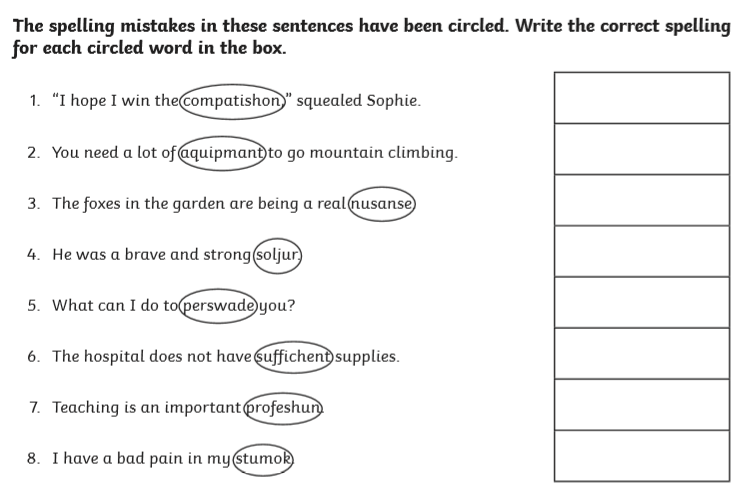 The spelling mistakes in these sentences have been circled. Write the correct spelling
for each circled word in the box.
1. “I hope I win the compatishon,” squealed Sophie.
2. You need a lot of aquipmant to go mountain climbing.
3. The foxes in the garden are being a real nusanse.
4. He was a brave and strong soljur.
5. What can I do to perswade you?
6. The hospital does not have suffichent supplies.
7. Teaching is an important profeshun.
8. I have a bad pain in my stumok.